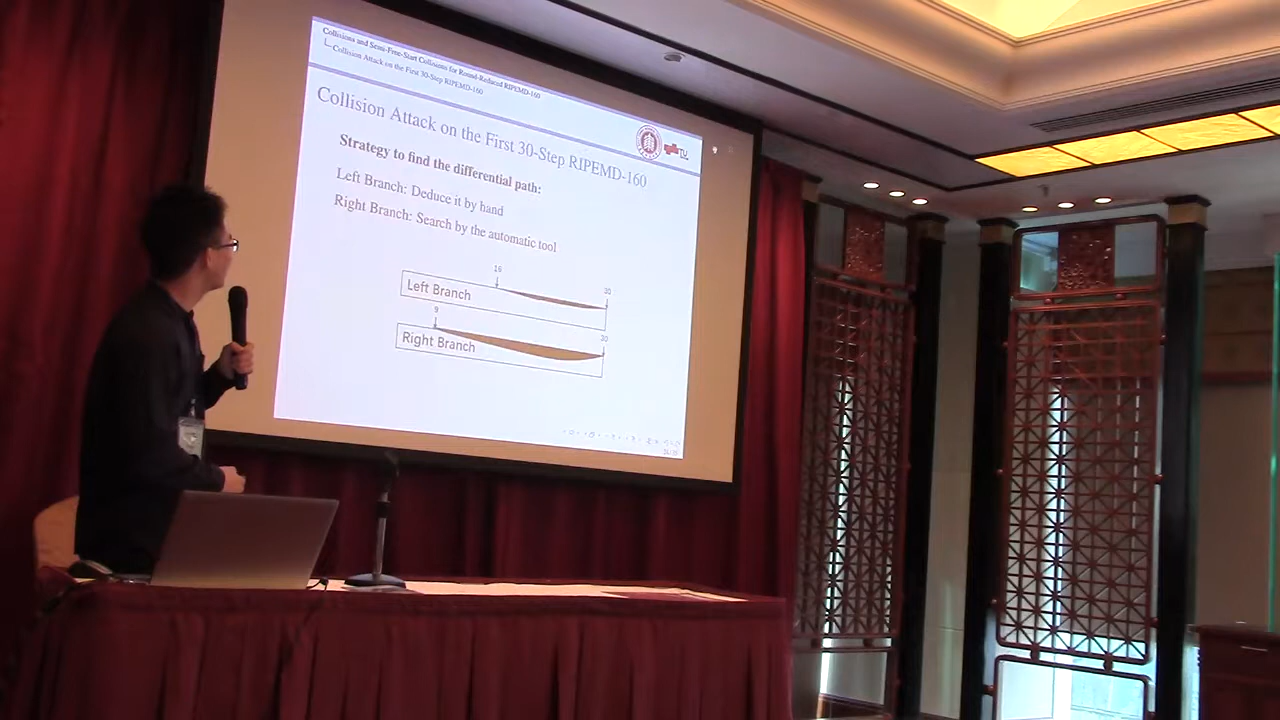 Collisions and Semi-Free-Start Collisions for Round-Reduced RIPEMD-160
Collision Attack on the First 30-Step RIPEMD-160
Collision Attack on the First 30-Step RIPEMD-160
TU
Strategy to find the differential path:
Left Branch: Deduce it by hand
Right Branch: Search by the automatic tool
16
30
Left Branch
9
30
Right Branch